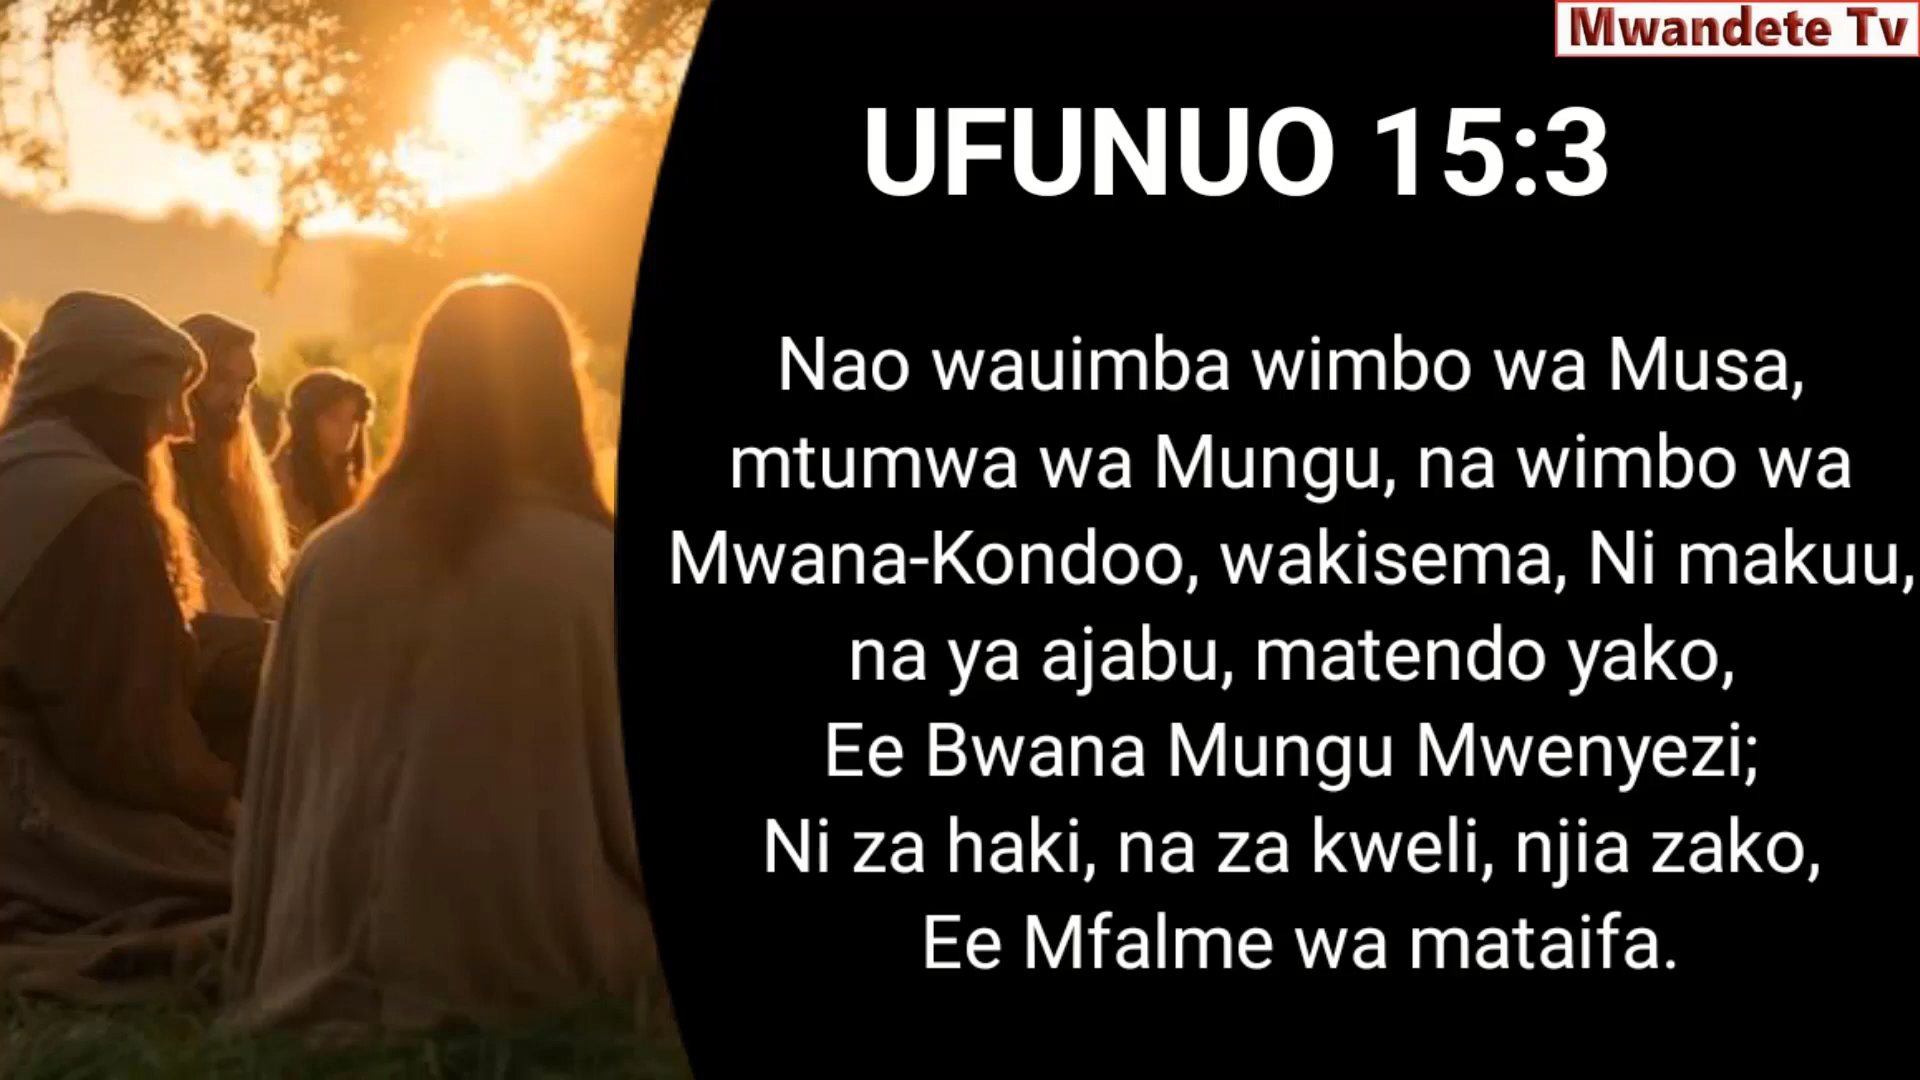 Mwandete Tv
UFUNUO 15:3
Nao wauimba wimbo wa Musa,
mtumwa wa Mungu, na wimbo wa
Mwana-Kondoo, wakisema, Ni makuu,
na ya ajabu, matendo yako,
Ee Bwana Mungu Mwenyezi;
Ni za haki, na za kweli, njia zako,
Ee Mfalme wa mataifa.